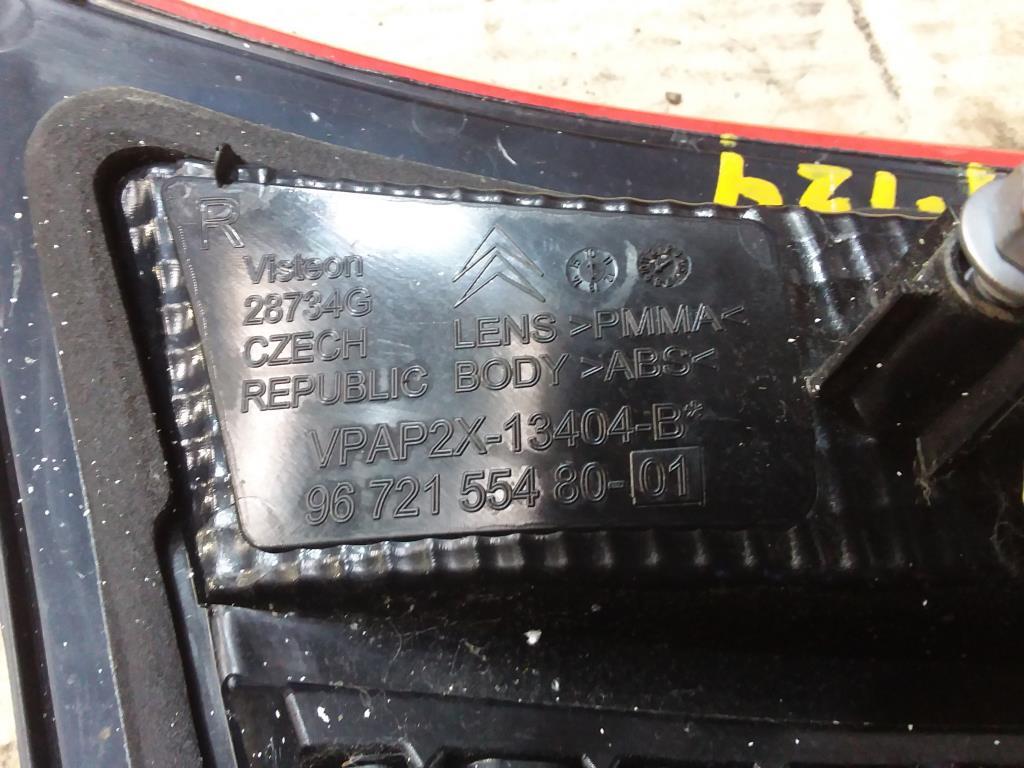 R
Visteon
28734G
CZECH
REPUBLIC
LENS >PMMA<
BODY >ABS<
VPAP2X-13404-B*
96 721 554 80-01